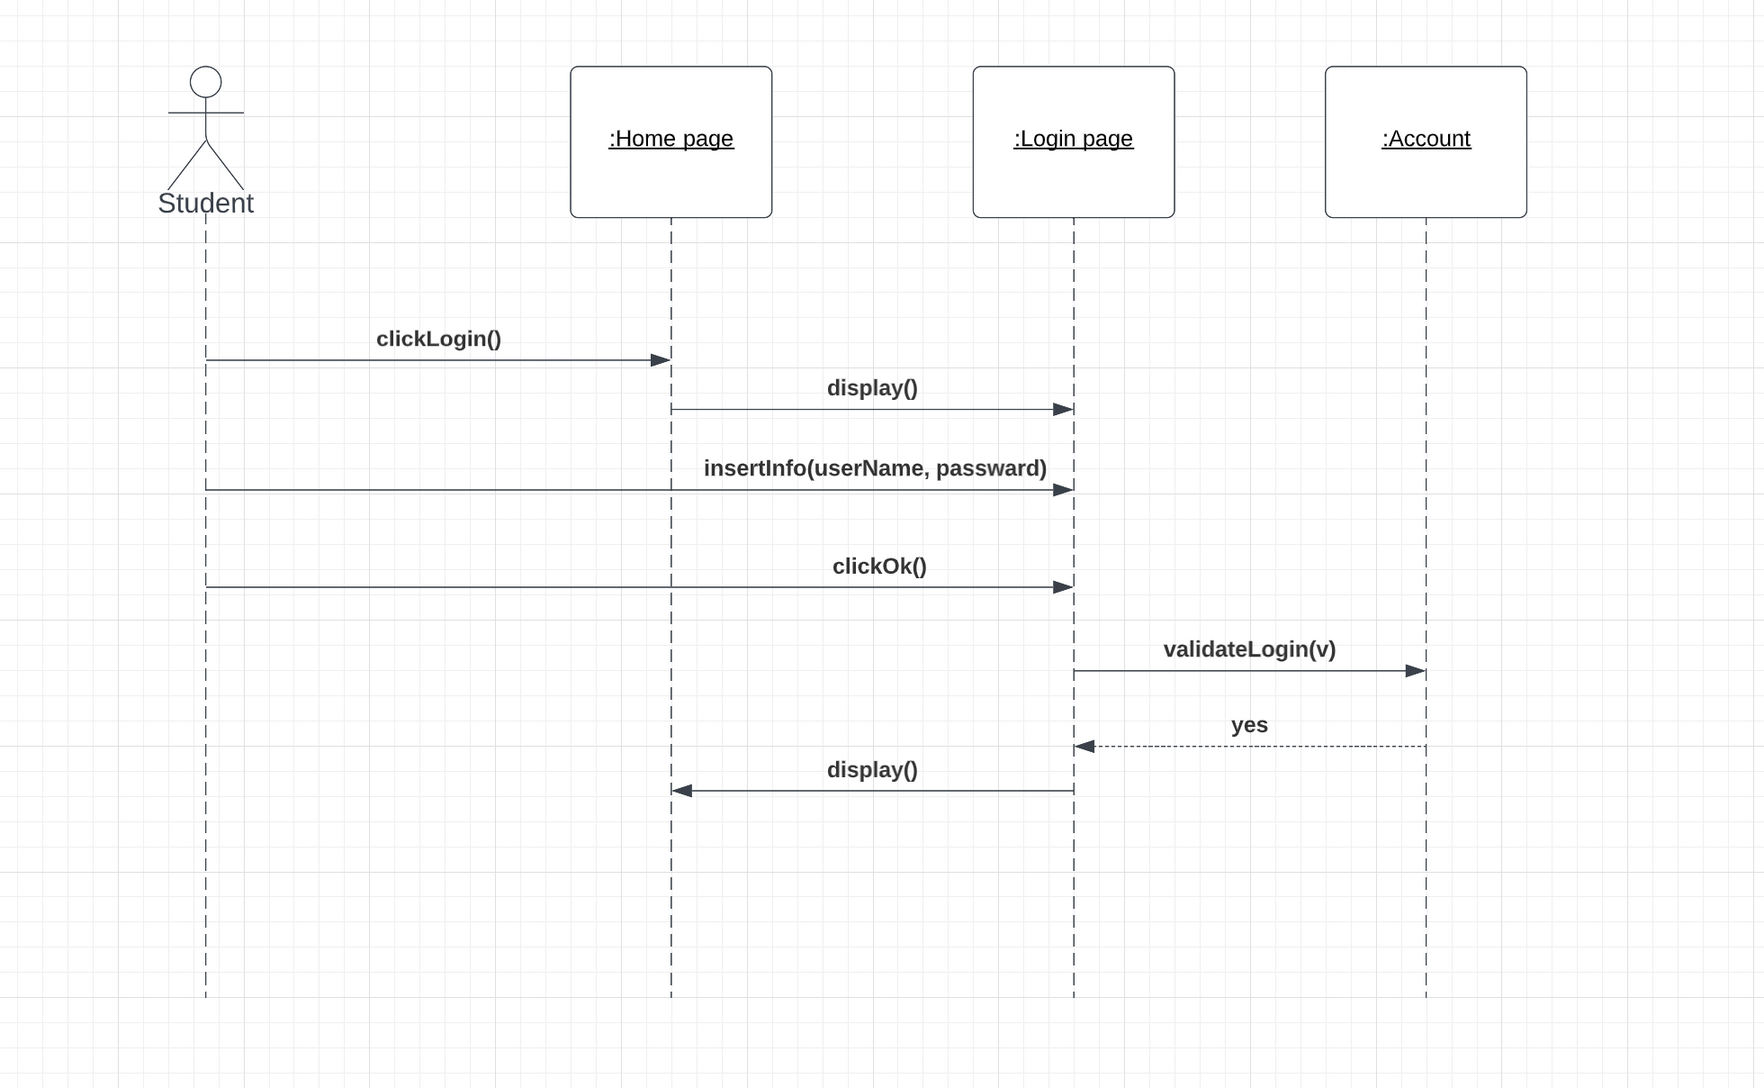 :Home page
:Login page
:Account
Student
clickLogin()
display()
insertInfo(userName, passward)
clickOk()
validateLogin(v)
yes
display()